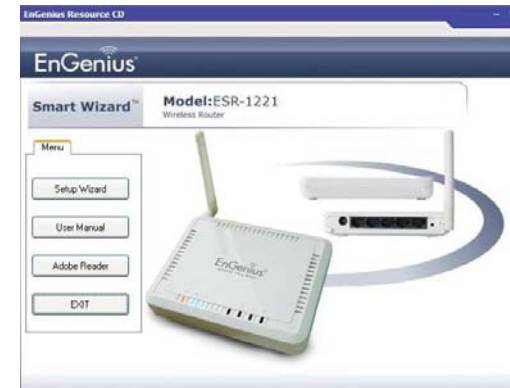 EnGenius Resource CD
EnGenius®
Smart Wizard™
Model:ESR-1221
Wireless Router
Menu
Setup Wizard
User Manual
Adobe Reader
EXIT
EnGenius®